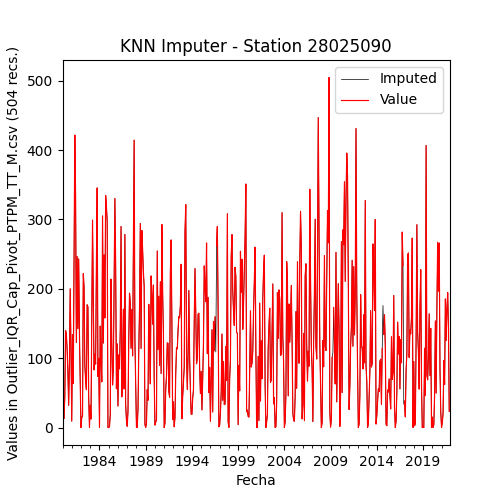 KNN Imputer - Station 28025090
Imputed
Value
Values in Outlier_IQR_Cap_Pivot_PTPM_TT_M.csv (504 recs.)
500
400
300
200
100
0
1984 1989 1994 1999 2004 2009 2014 2019
Fecha